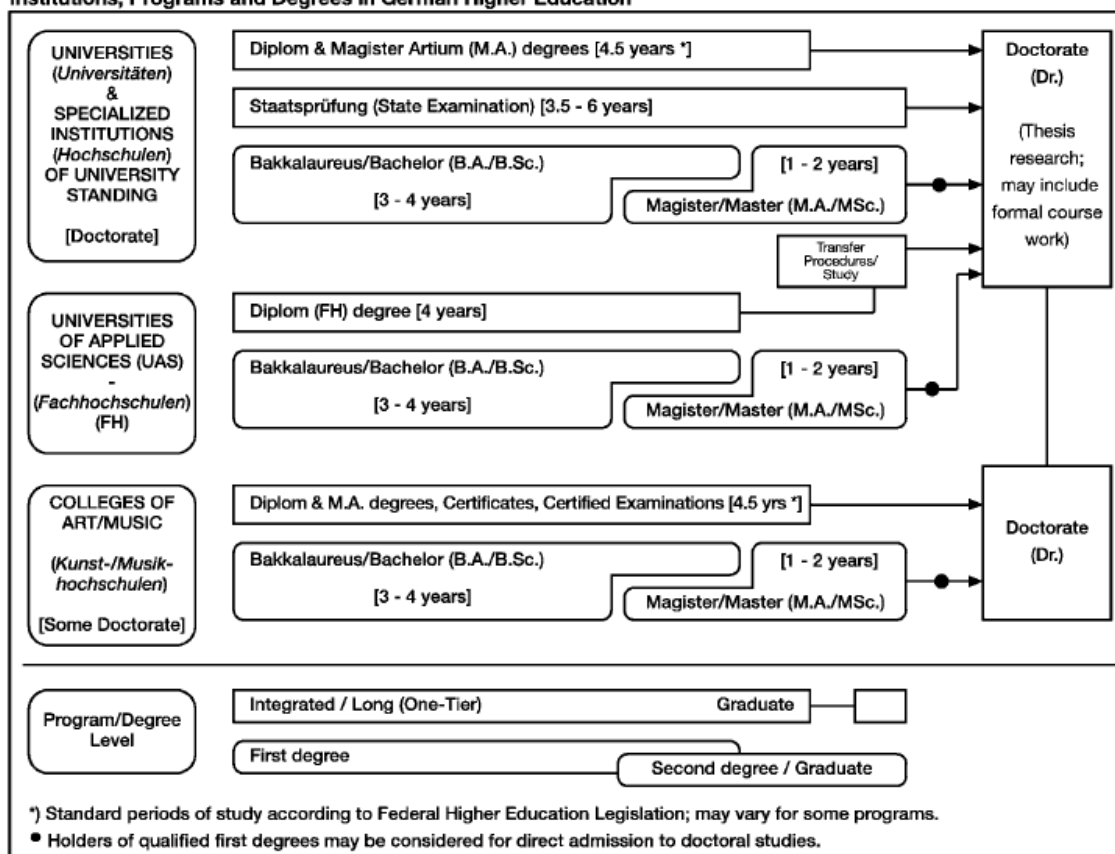 Institutions, Programs and Degrees in German Higher Education
UNIVERSITIES
(Universitäten)
&
SPECIALIZED
INSTITUTIONS
(Hochschulen)
OF UNIVERSITY
STANDING
[Doctorate]
Diplom & Magister Artium (M.A.) degrees [4.5 years *]
Staatsprüfung (State Examination) [3.5 - 6 years]
Bakkalaureus/Bachelor (B.A./B.Sc.)
[3 - 4 years]
[1 - 2 years]
Magister/Master (M.A./MSc.)
Doctorate
(Dr.)
(Thesis
research;
may include
formal course
work)
Transfer
Procedures/
Study
UNIVERSITIES
OF APPLIED
SCIENCES (UAS)
-
(Fachhochschulen)
(FH)
Diplom (FH) degree [4 years]
Bakkalaureus/Bachelor (B.A./B.Sc.)
[3 - 4 years]
[1 - 2 years]
Magister/Master (M.A./MSc.)
COLLEGES OF
ART/MUSIC
(Kunst-/Musik-
hochschulen)
[Some Doctorate]
Diplom & M.A. degrees, Certificates, Certified Examinations [4.5 yrs *]
Bakkalaureus/Bachelor (B.A./B.Sc.)
[3 - 4 years]
[1 - 2 years]
Magister/Master (M.A./MSc.)
Doctorate
(Dr.)
Program/Degree
Level
Integrated / Long (One-Tier) Graduate
First degree
Second degree / Graduate
*) Standard periods of study according to Federal Higher Education Legislation; may vary for some programs.
● Holders of qualified first degrees may be considered for direct admission to doctoral studies.